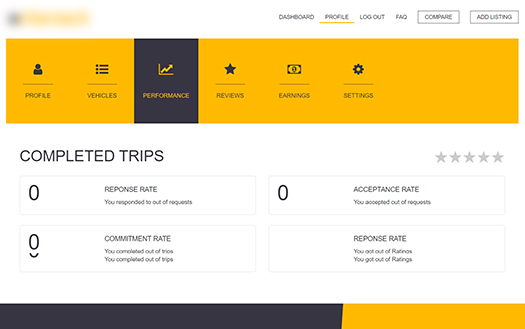 DASHBOARD PROFILE LOG OUT FAQ COMPARE ADD LISTING
PROFILE VEHICLES PERFORMANCE REVIEWS EARNINGS SETTINGS
COMPLETED TRIPS
0 REPONSE RATE
You responded to out of requests
0 ACCEPTANCE RATE
You accepted out of requests
0 COMMITMENT RATE
You completed out of trips
You completed out of trips
REPONSE RATE
You got out of Ratings
You got out of Ratings